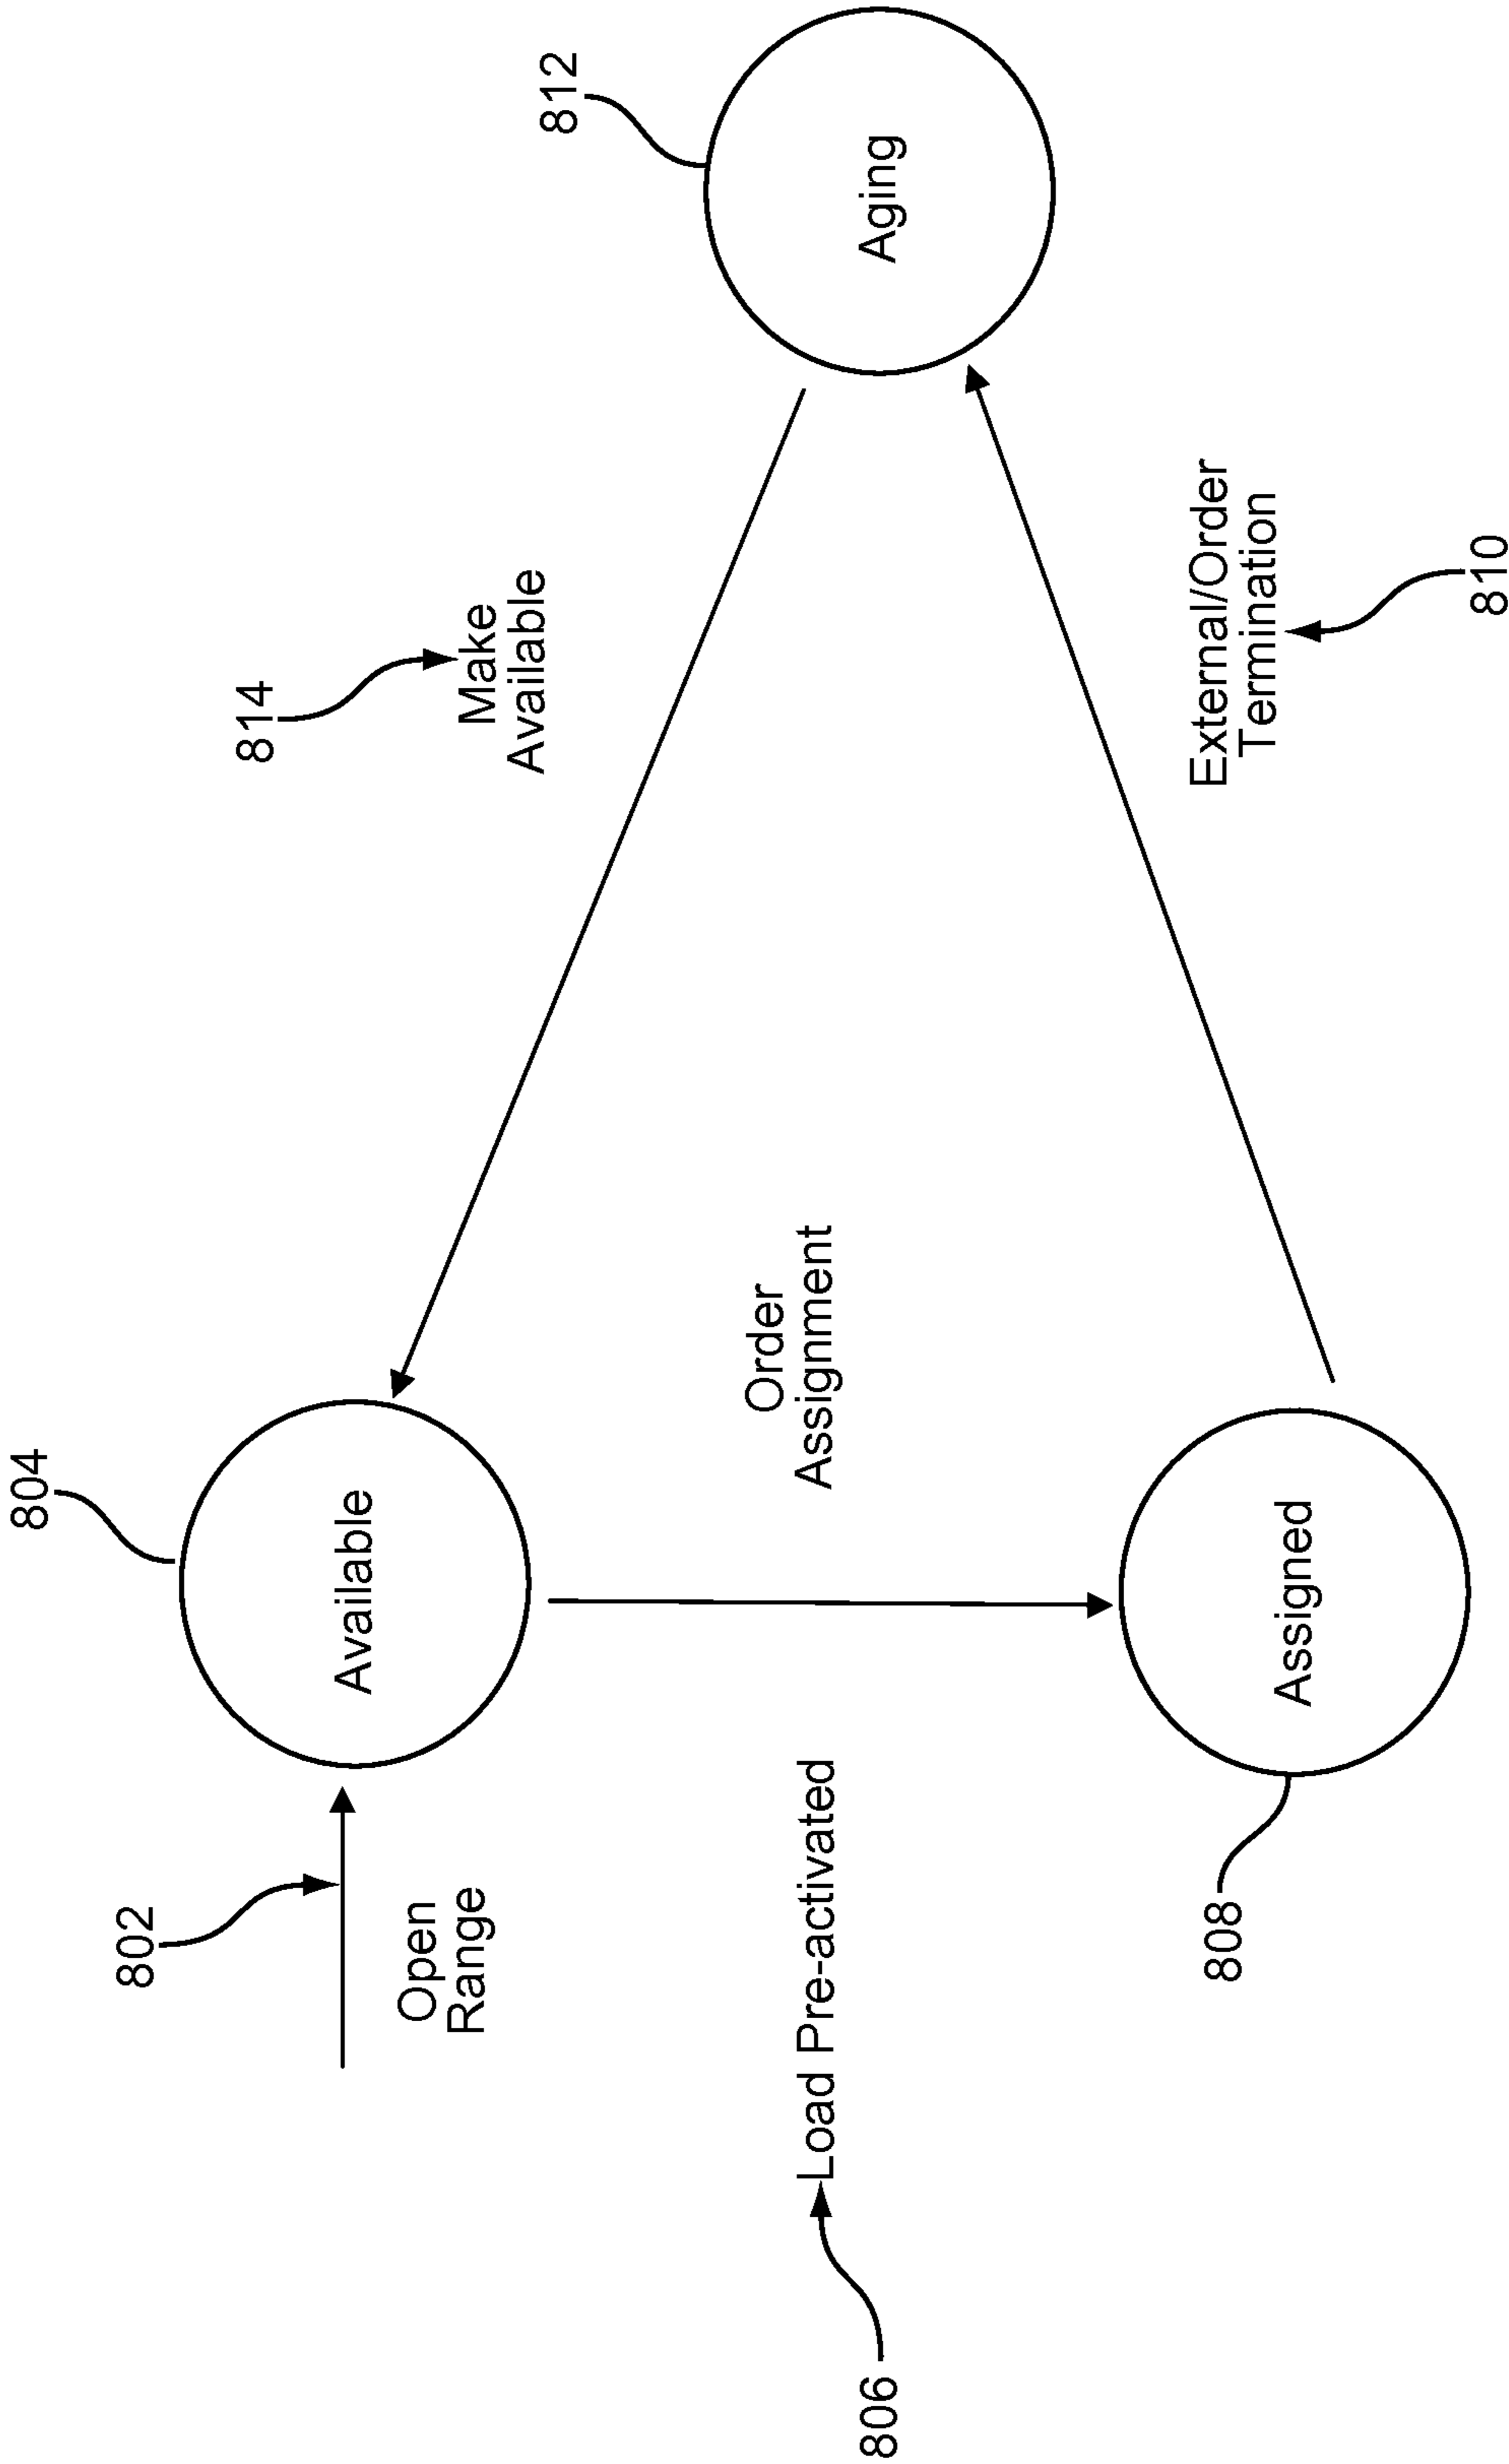 804
802
814
Available
Open
Range
Make
Available
812
Aging
Order
Assignment
Load Pre-activated
806
External/Order
Termination
808
Assigned
810